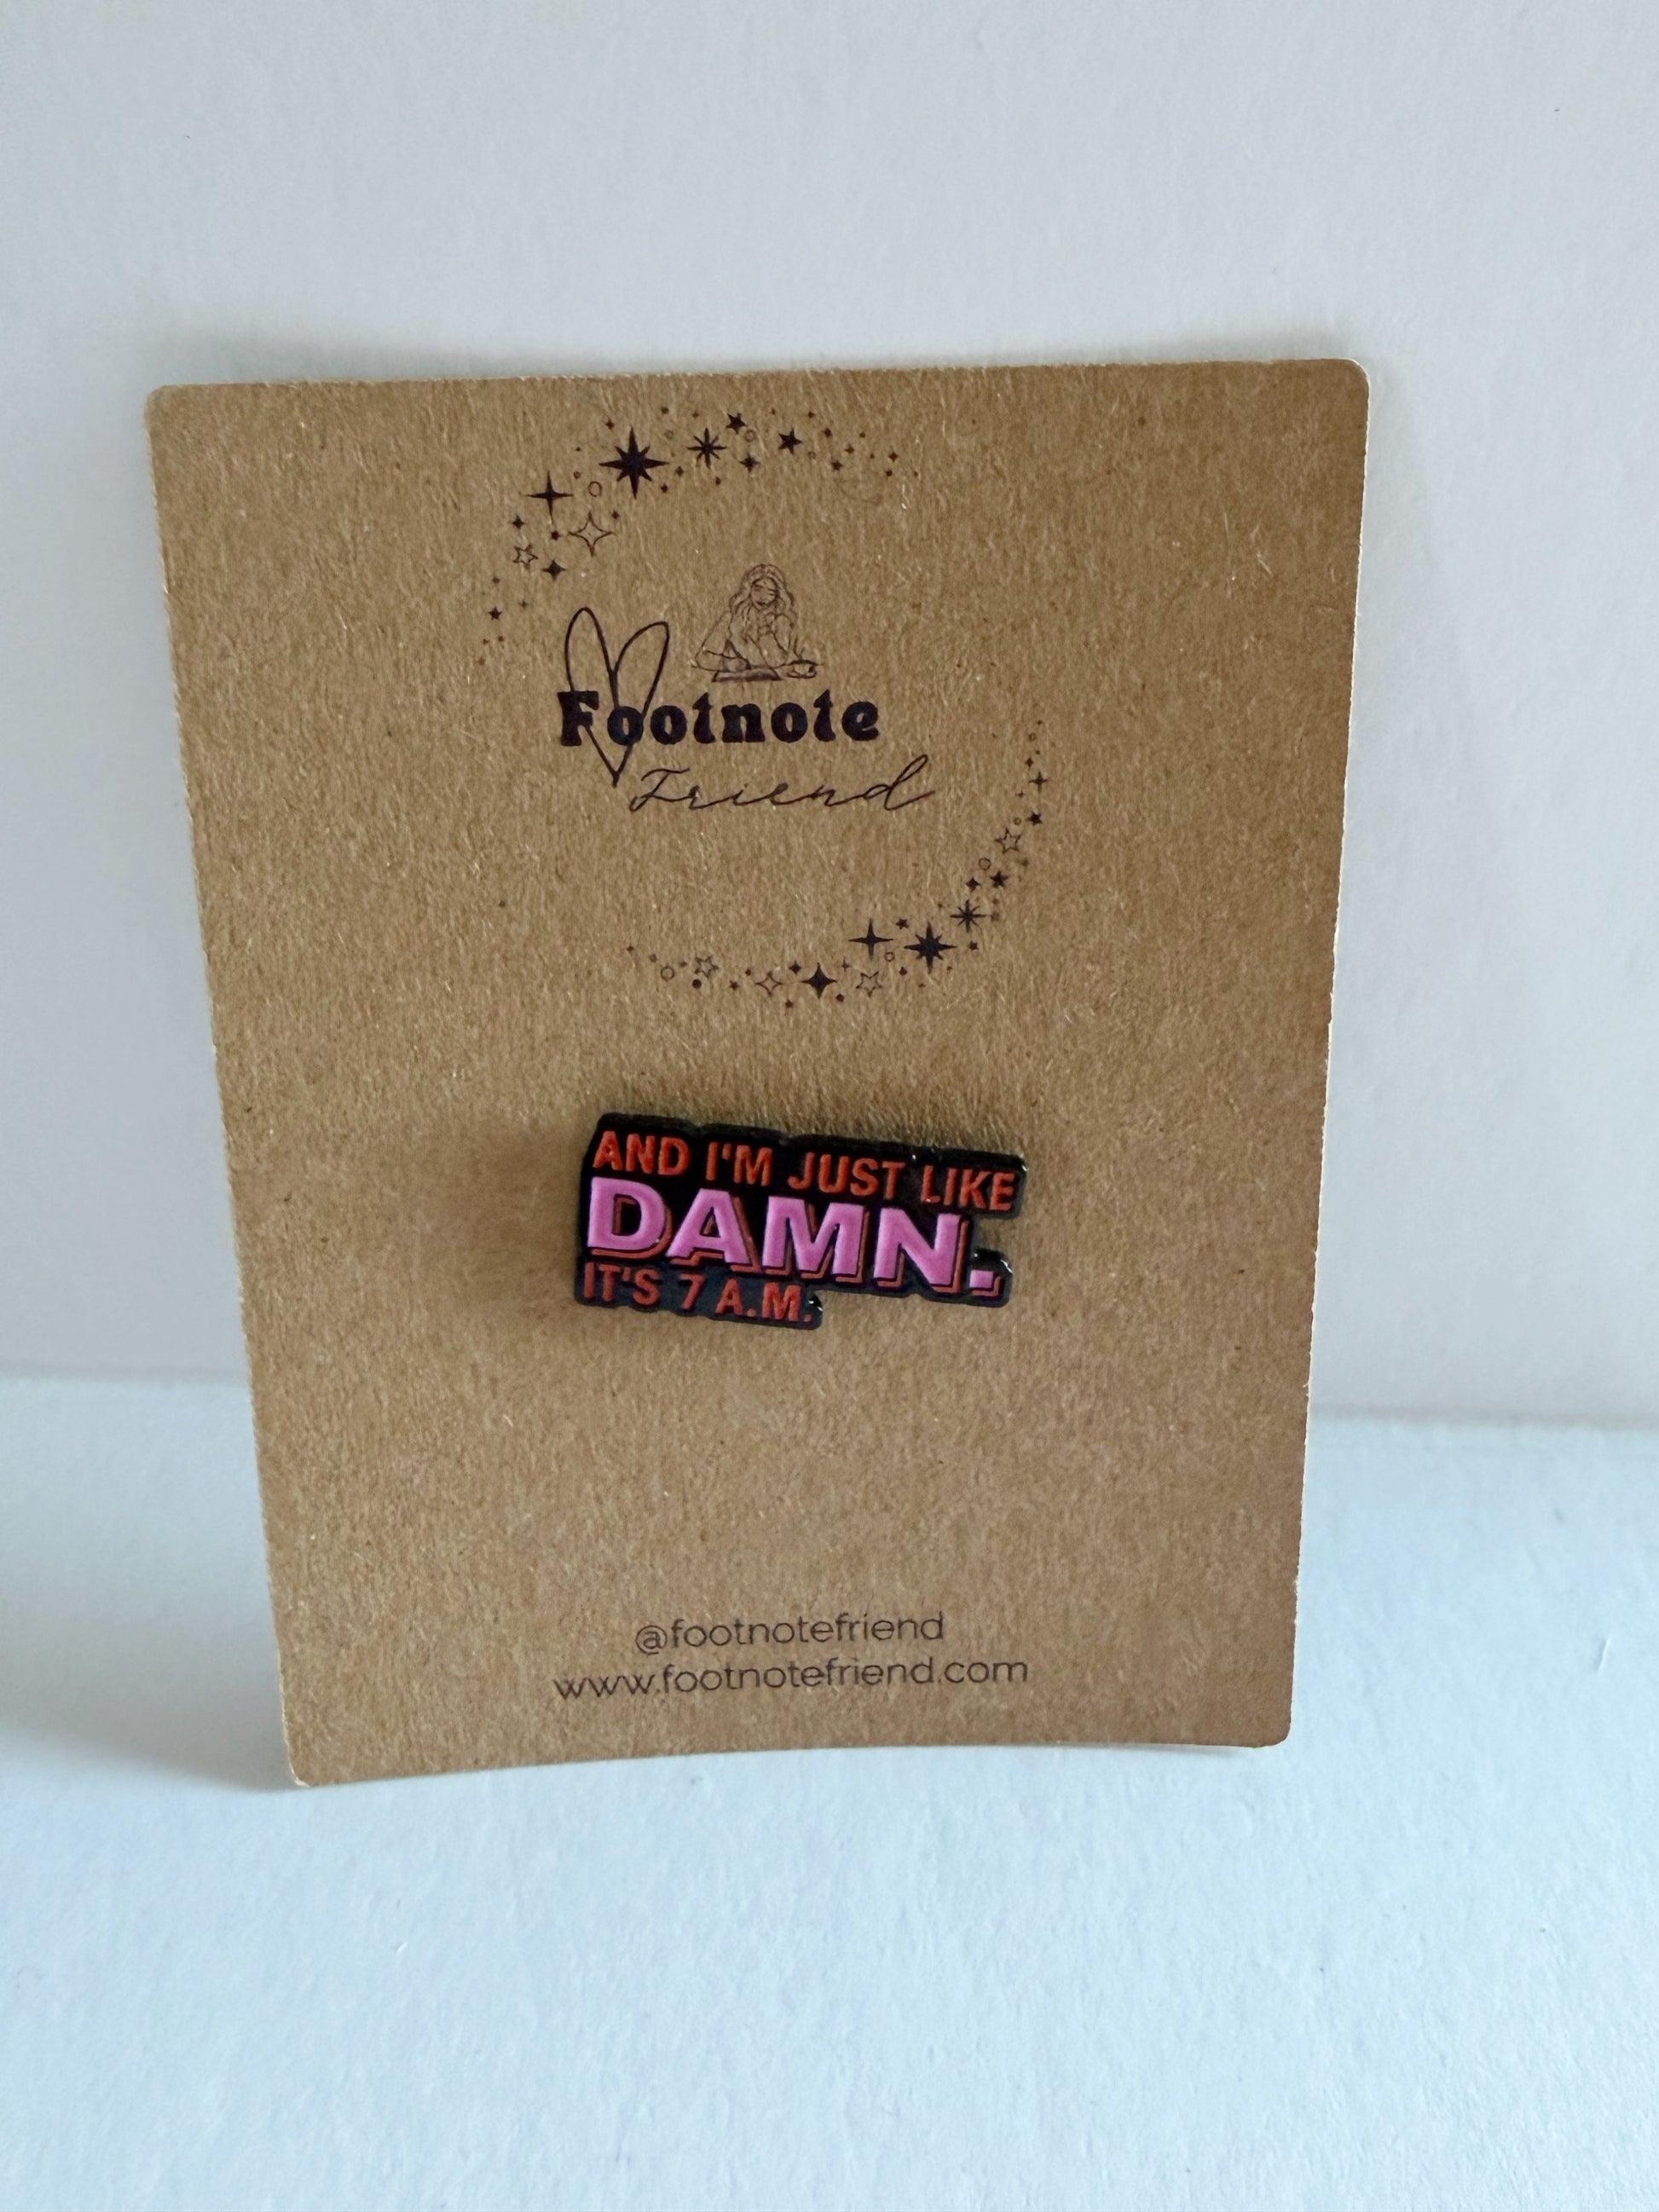 Footnote
Friend
AND I'M JUST LIKE
DAMN.
IT'S 7 A.M.
@footnotefriend
www.footnotefriend.com